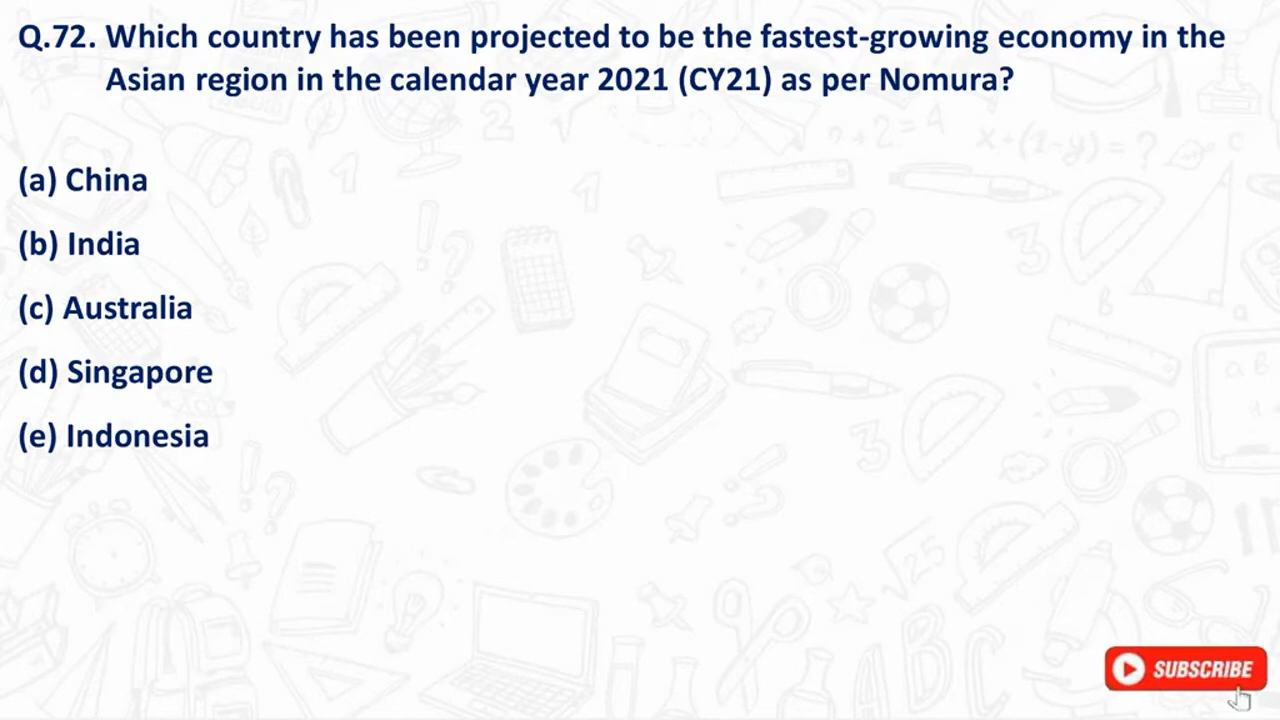 Q.72. Which country has been projected to be the fastest-growing economy in the
Asian region in the calendar year 2021 (CY21) as per Nomura?
(a) China
(b) India
(c) Australia
(d) Singapore
(e) Indonesia
SUBSCRIBE